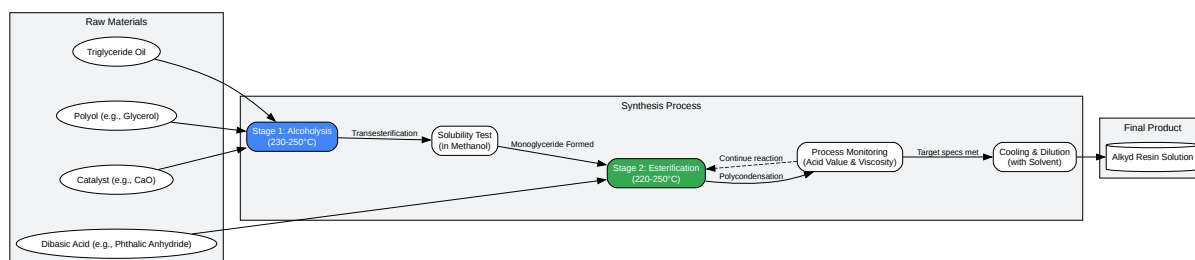 Raw Materials
Triglyceride Oil
Polyol (e.g., Glycerol)
Catalyst (e.g., CaO)
Dibasic Acid (e.g., Phthalic Anhydride)
Synthesis Process
Stage 1: Alcoholysis
(230-250°C)
Transesterification
Solubility Test
(in Methanol)
Monoglyceride Formed
Stage 2: Esterification
(220-250°C)
Continue reaction
Polycondensation
Process Monitoring
(Acid Value & Viscosity)
Target specs met
Cooling & Dilution
(with Solvent)
Final Product
Alkyd Resin Solution